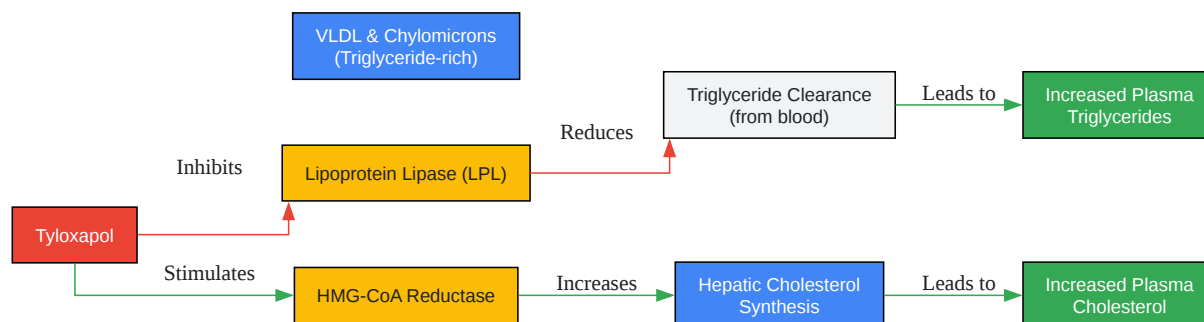 VLDL & Chylomicrons
(Triglyceride-rich)
Triglyceride Clearance
(from blood)
Leads to
Increased Plasma
Triglycerides
Reduces
Inhibits
Lipoprotein Lipase (LPL)
Tyloxapol
Stimulates
HMG-CoA Reductase
Increases
Hepatic Cholesterol
Synthesis
Leads to
Increased Plasma
Cholesterol